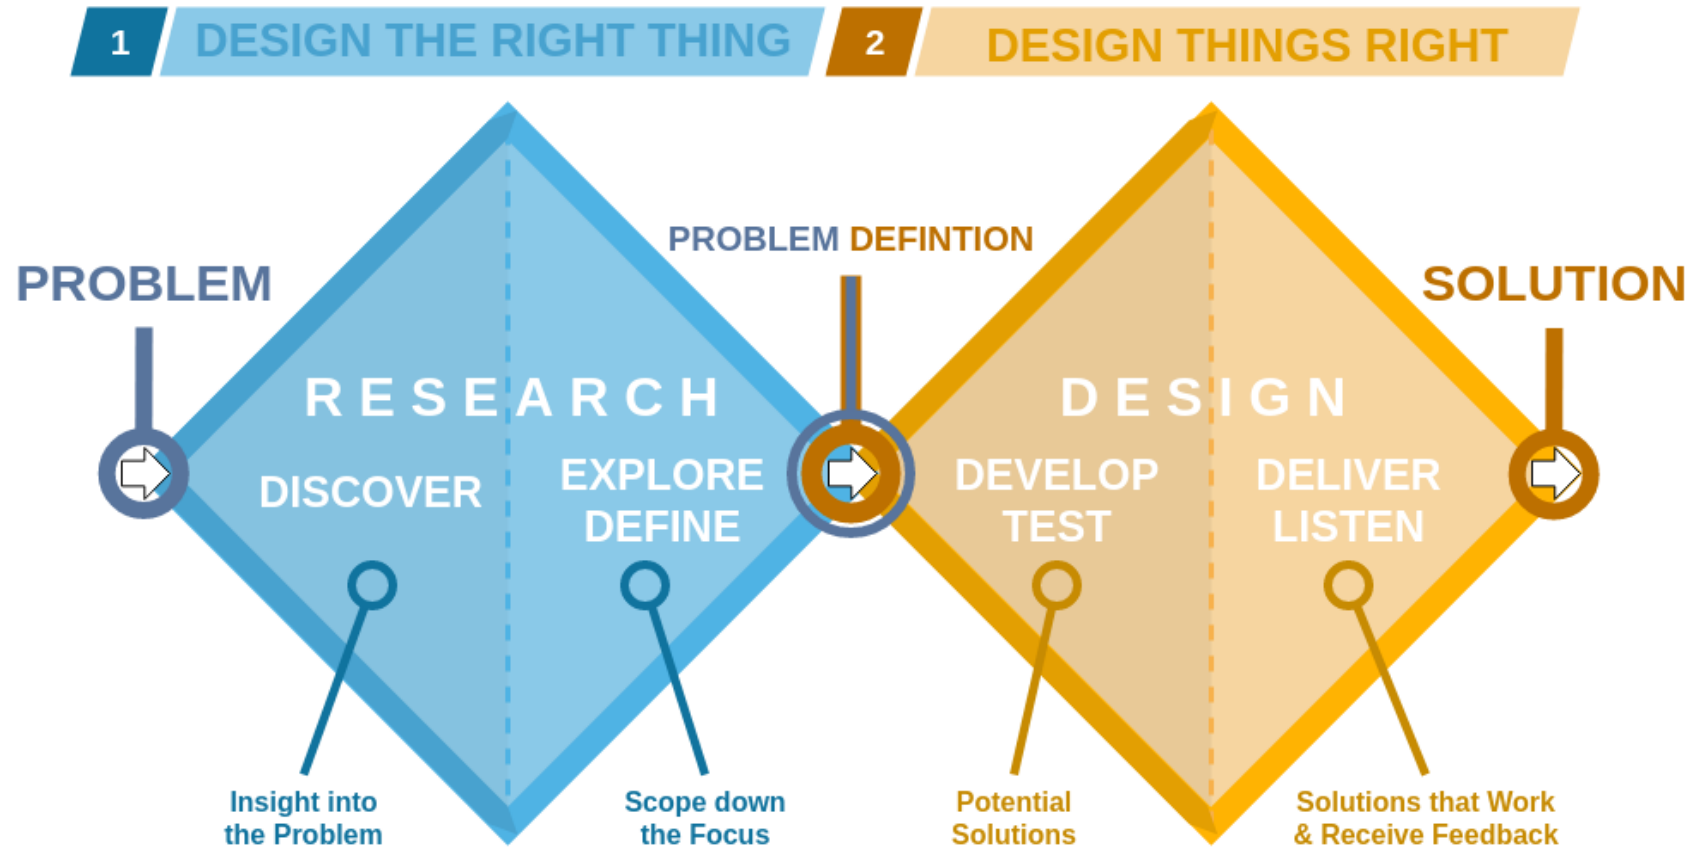 1
DESIGN THE RIGHT THING
2
DESIGN THINGS RIGHT
PROBLEM
PROBLEM DEFINTION
SOLUTION
RESEARCH
DISCOVER
EXPLORE
DEFINE
DESIGN
DEVELOP
TEST
DELIVER
LISTEN
Insight into
the Problem
Scope down
the Focus
Potential
Solutions
Solutions that Work
& Receive Feedback